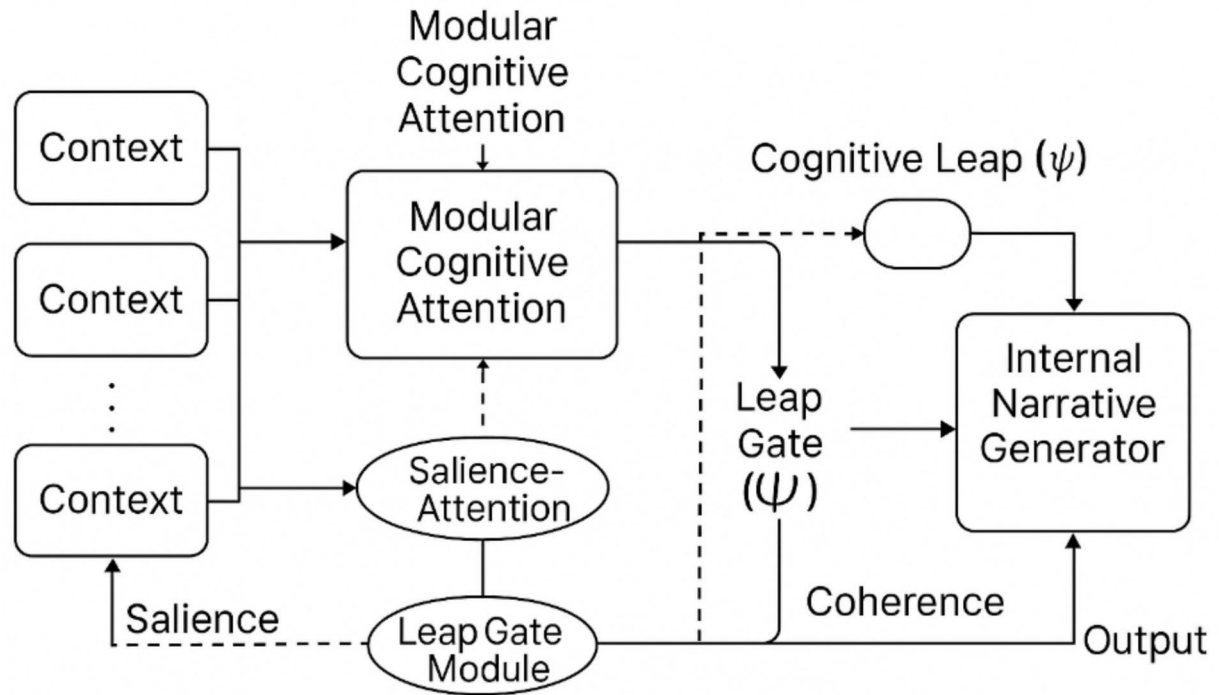 Modular
Cognitive
Attention
Context
Context
Context
Modular
Cognitive
Attention
Salience-
Attention
Salience
Leap Gate
Module
Cognitive Leap (ψ)
Leap
Gate
(Ψ)
Internal
Narrative
Generator
Coherence
Output